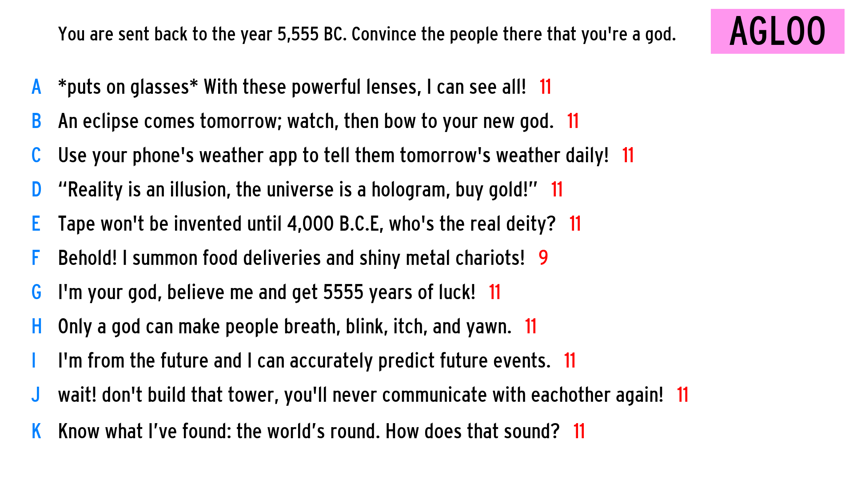 You are sent back to the year 5,555 BC. Convince the people there that you're a god.
AGLOO
A *puts on glasses* With these powerful lenses, I can see all! 11
B An eclipse comes tomorrow; watch, then bow to your new god. 11
C Use your phone's weather app to tell them tomorrow's weather daily! 11
D “Reality is an illusion, the universe is a hologram, buy gold!” 11
E Tape won't be invented until 4,000 B.C.E, who's the real deity? 11
F Behold! I summon food deliveries and shiny metal chariots! 9
G I'm your god, believe me and get 5555 years of luck! 11
H Only a god can make people breath, blink, itch, and yawn. 11
I I'm from the future and I can accurately predict future events. 11
J wait! don't build that tower, you'll never communicate with eachother again! 11
K Know what I’ve found: the world’s round. How does that sound? 11